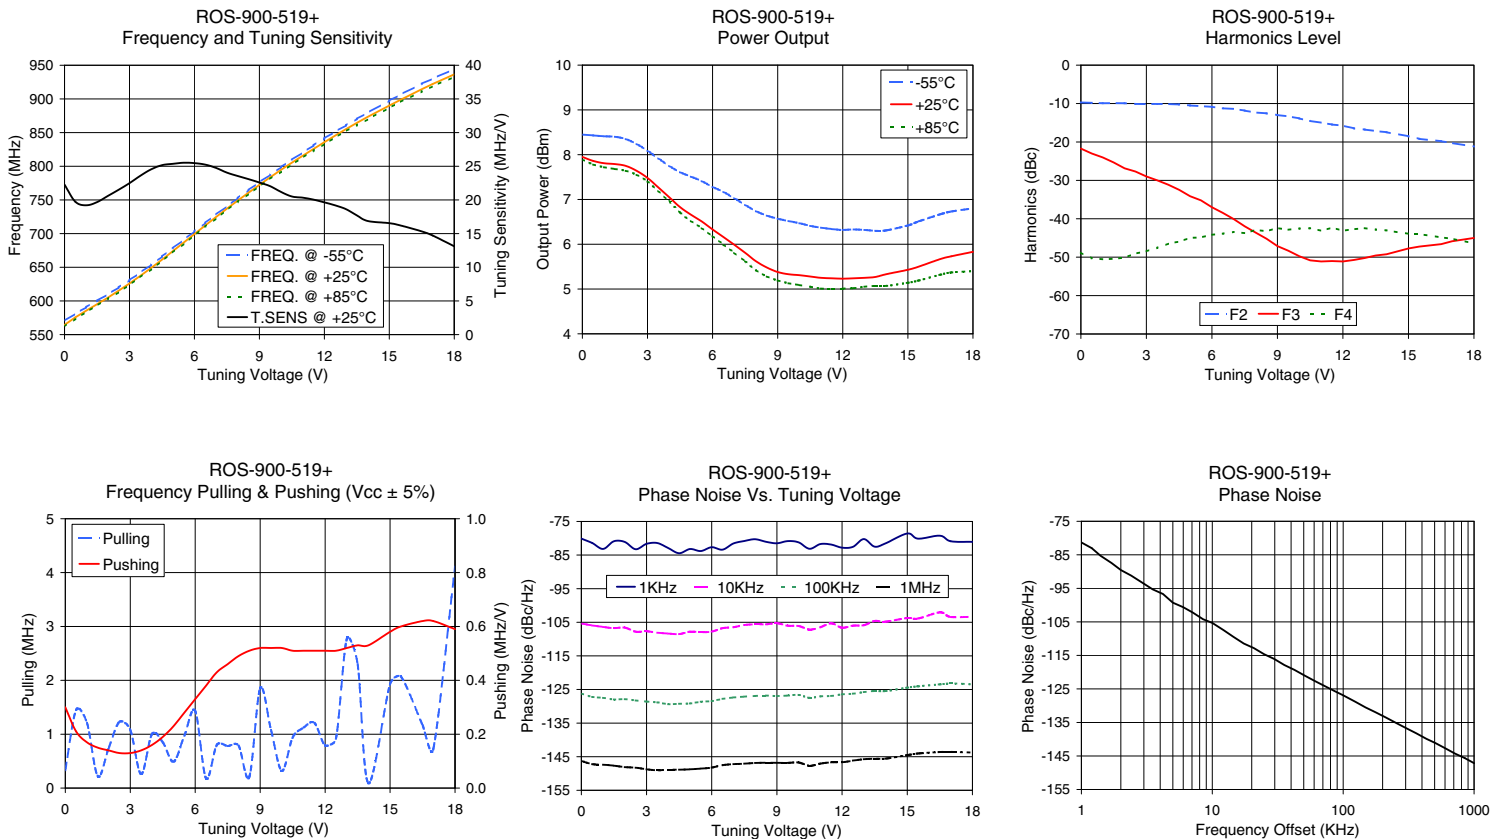 ROS-900-519+
Frequency and Tuning Sensitivity
950
900
850
800
750
700
650
600
550
40
35
30
25
20
15
10
5
0
Frequency (MHz)
Tuning Sensitivity (MHz/V)
FREQ. @ -55°C
FREQ. @ +25°C
FREQ. @ +85°C
T.SENS @ +25°C
0 3 6 9 12 15 18
Tuning Voltage (V)
ROS-900-519+
Power Output
10
9
8
7
6
5
4
Output Power (dBm)
-55°C
+25°C
+85°C
0 3 6 9 12 15 18
Tuning Voltage (V)
ROS-900-519+
Harmonics Level
0
-10
-20
-30
-40
-50
-60
-70
Harmonics (dBc)
F2 F3 F4
0 3 6 9 12 15 18
Tuning Voltage (V)
ROS-900-519+
Frequency Pulling & Pushing (Vcc ± 5%)
5
4
3
2
1
0
1.0
0.8
0.6
0.4
0.2
0.0
Pulling (MHz)
Pushing (MHz/V)
Pulling
Pushing
0 3 6 9 12 15 18
Tuning Voltage (V)
ROS-900-519+
Phase Noise Vs. Tuning Voltage
-75
-85
-95
-105
-115
-125
-135
-145
-155
Phase Noise (dBc/Hz)
1KHz 10KHz 100KHz 1MHz
0 3 6 9 12 15 18
Tuning Voltage (V)
ROS-900-519+
Phase Noise
-75
-85
-95
-105
-115
-125
-135
-145
-155
Phase Noise (dBc/Hz)
1 10 100 1000
Frequency Offset (KHz)